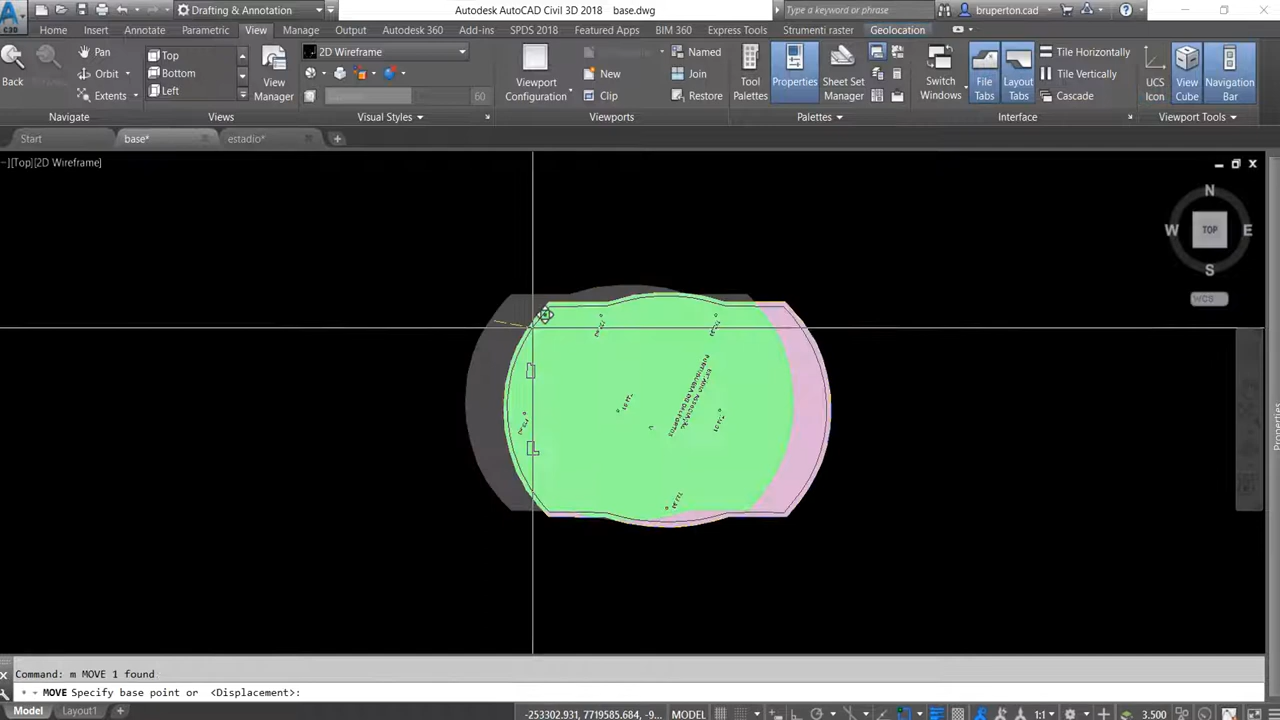 Drafting & Annotation
Autodesk AutoCAD Civil 3D 2018 base.dwg
Type a keyword or phrase
bruperton.cad
C3D
Home Insert Annotate Parametric View Manage Output Autodesk 360 Add-ins SPDS 2018 Featured Apps BIM 360 Express Tools Strumenti raster Geolocation
Back
Pan
Orbit
Extents
Navigate
Top
Bottom
Left
View Manager
Views
2D Wireframe
60
Visual Styles
Viewport Configuration
Named
New
Join
Clip
Restore
Viewports
Tool Palettes
Properties
Sheet Set Manager
Palettes
Switch Windows
File Tabs
Layout Tabs
Tile Horizontally
Tile Vertically
Cascade
Interface
UCS Icon
View Cube
Navigation Bar
Viewport Tools
Start base* estadio*
–][Top][2D Wireframe]
N
W TOP E
S
WCS
Properties
Command: m MOVE 1 found
MOVE Specify base point or <Displacement>:
Model Layout1
-253302.931, 7719585.684, -9... MODEL 1:1 3.500